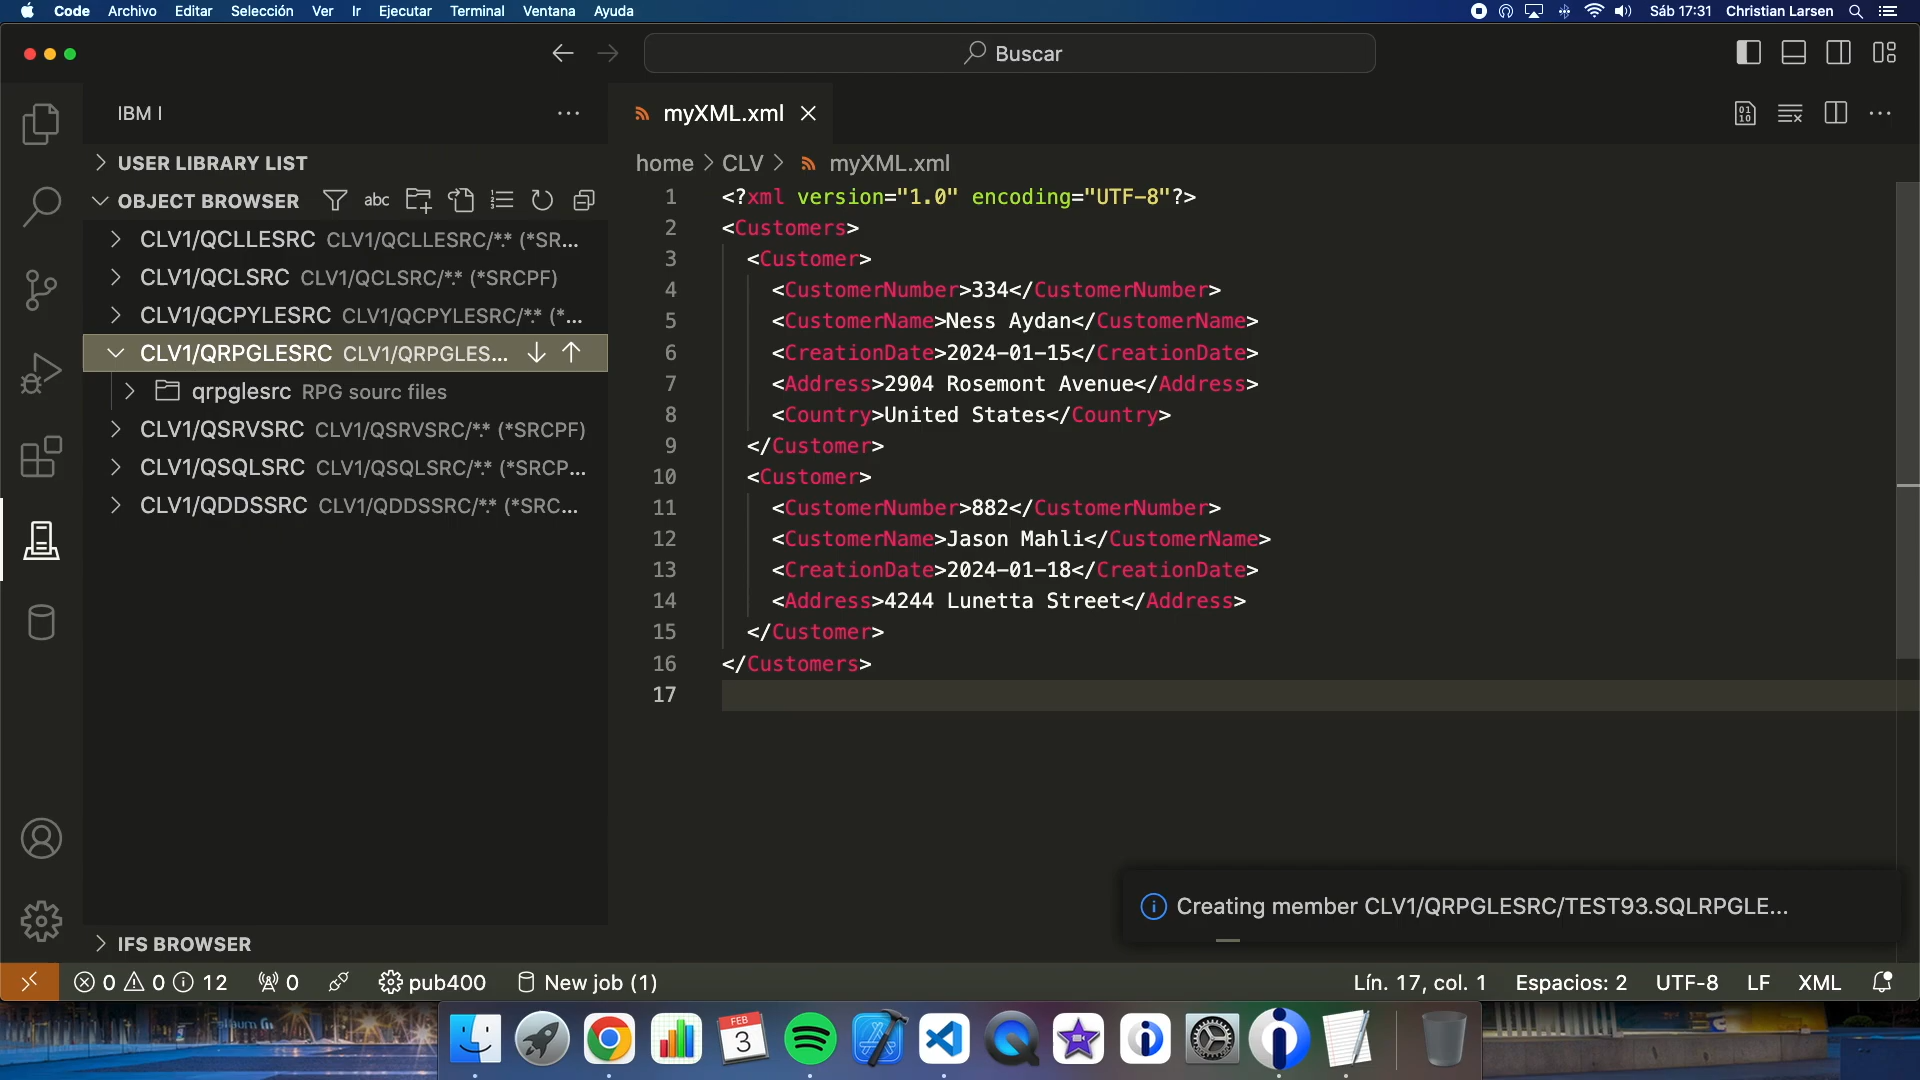 Code Archivo Editar Selección Ver Ir Ejecutar Terminal Ventana Ayuda Sáb 17:31 Christian Larsen
Buscar
IBM I
myXML.xml
USER LIBRARY LIST
home > CLV > myXML.xml
OBJECT BROWSER abc
CLV1/QCLLESRC CLV1/QCLLESRC/*.* (*SR...
CLV1/QCLSRC CLV1/QCLSRC/*.* (*SRCPF)
CLV1/QCPYLESRC CLV1/QCPYLESRC/*.* (*...
CLV1/QRPGLESRC CLV1/QRPGLES...
qrpglesrc RPG sourc files
CLV1/QSRVSRC CLV1/QSRVSRC/*.* (*SRCPF)
CLV1/QSQLSRC CLV1/QSQLSRC/*.* (*SRCP...
CLV1/QDDSSRC CLV1/QDDSSRC/*.* (*SRC...
IFS BROWSER
1 <?xml version="1.0" encoding="UTF-8"?>
2 <Customers>
3 <Customer>
4 <CustomerNumber>334</CustomerNumber>
5 <CustomerName>Ness Aydan</CustomerName>
6 <CreationDate>2024-01-15</CreationDate>
7 <Address>2904 Rosemont Avenue</Address>
8 <Country>United States</Country>
9 </Customer>
10 <Customer>
11 <CustomerNumber>882</CustomerNumber>
12 <CustomerName>Jason Mahli</CustomerName>
13 <CreationDate>2024-01-18</CreationDate>
14 <Address>4244 Lunetta Street</Address>
15 </Customer>
16 </Customers>
17
Creating member CLV1/QRPGLESRC/TEST93.SQLRPGLE...
0 0 12 0 pub400 New job (1) Lín. 17, col. 1 Espacios: 2 UTF-8 LF XML
FEB
3